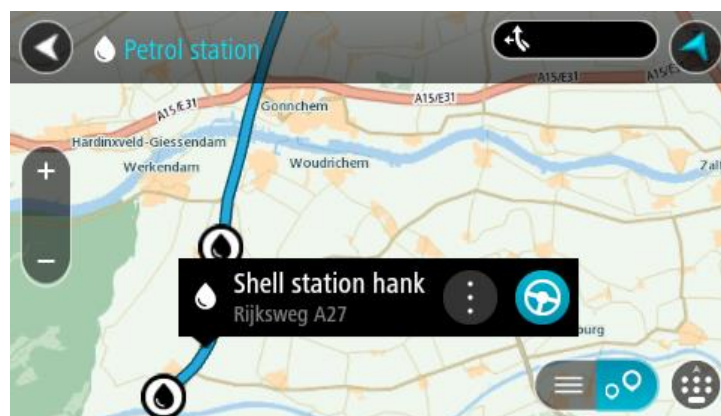 Petrol station
A15/E31
A15/E31
A15/E31
A15/E31
Gonnchem
Hardinxveld-Giessendam
Werkendam
Woudrichem
Zalt
Shell station hank
Rijksweg A27
burg